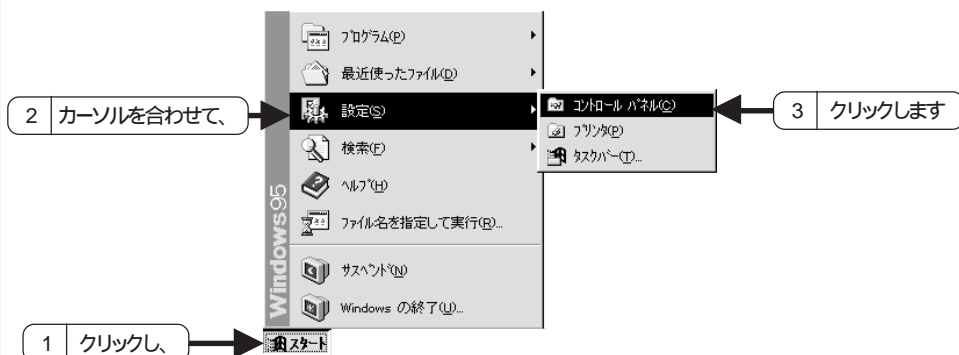 ﾌﾟﾛｸﾞﾗﾑ(P)
最近使ったﾌｧｲﾙ(D)
2 カーソルを合わせて、
設定(S)
ｺﾝﾄﾛｰﾙ ﾊﾟﾈﾙ(C)
3 クリックします
ﾌﾟﾘﾝﾀ(P)
検索(F)
ﾀｽｸﾊﾞｰ(T)...
ﾍﾙﾌﾟ(H)
ﾌｧｲﾙ名を指定して実行(R)...
Windows95
ｻｽﾍﾟﾝﾄﾞ(N)
Windows の終了(U)...
1 クリックし、
スタート